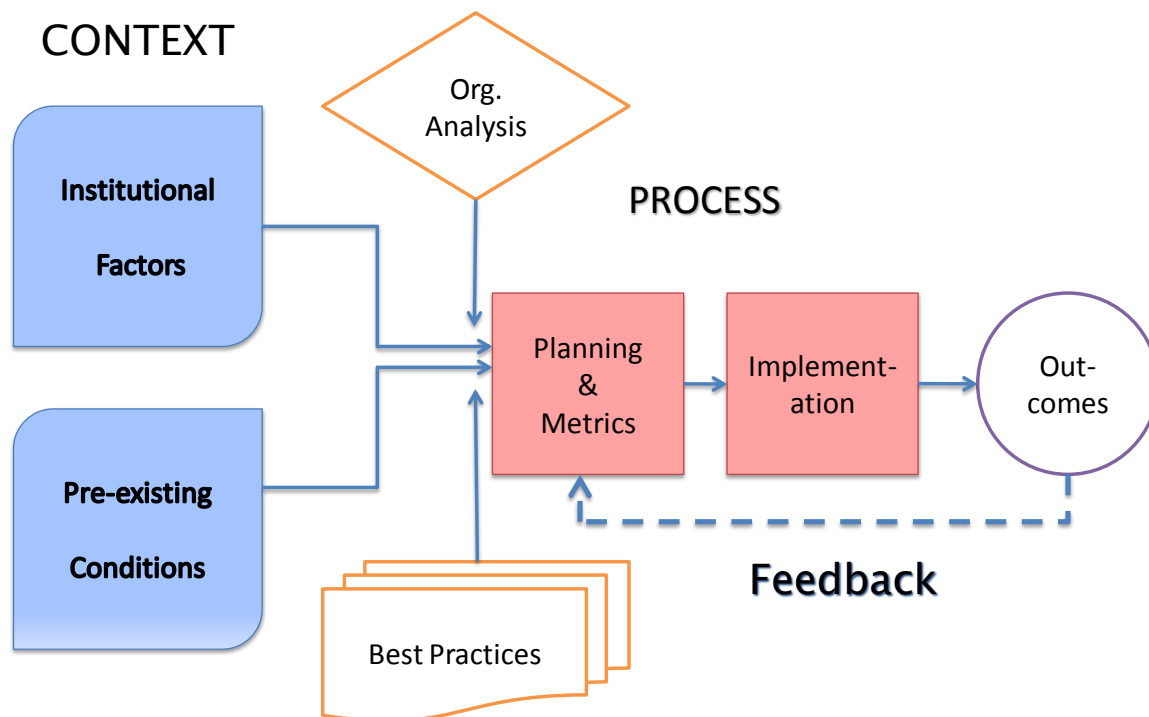 CONTEXT
Org.
Analysis
Institutional
Factors
PROCESS
Planning
&
Metrics
Implement-
ation
Out-
comes
Pre-existing
Conditions
Feedback
Best Practices